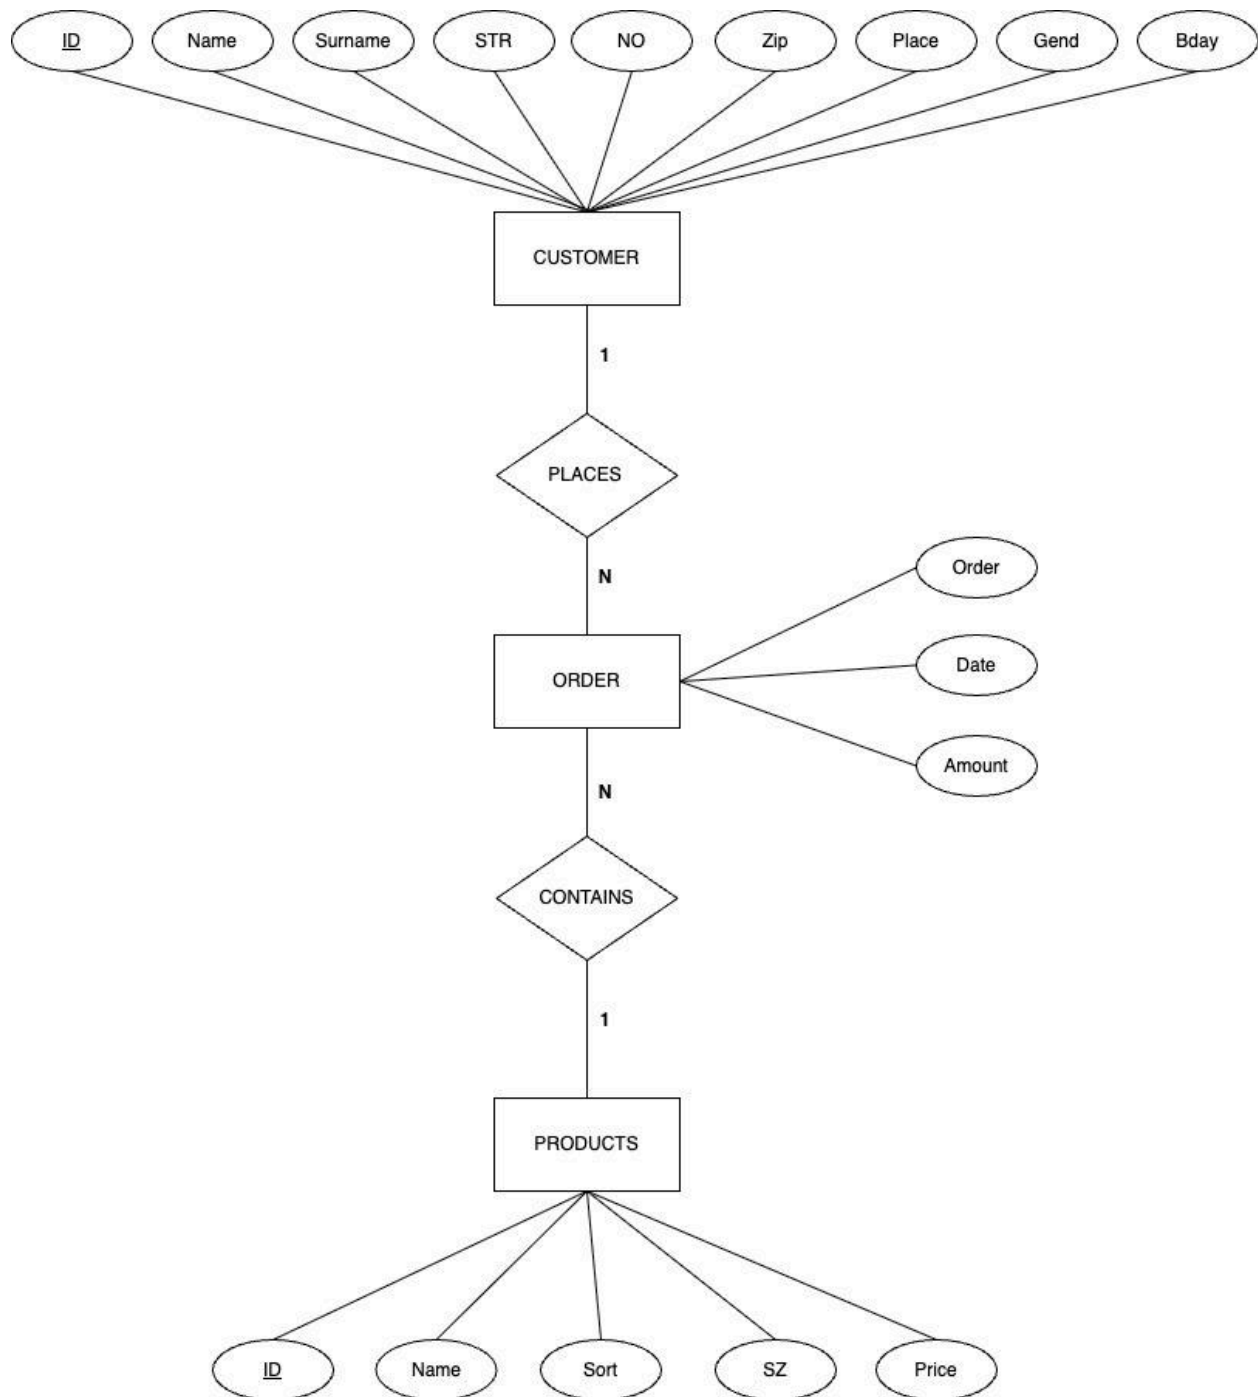 ID
Name
Surname
STR
NO
Zip
Place
Gend
Bday
CUSTOMER
1
PLACES
N
Order
Date
ORDER
Amount
N
CONTAINS
1
PRODUCTS
ID
Name
Sort
SZ
Price